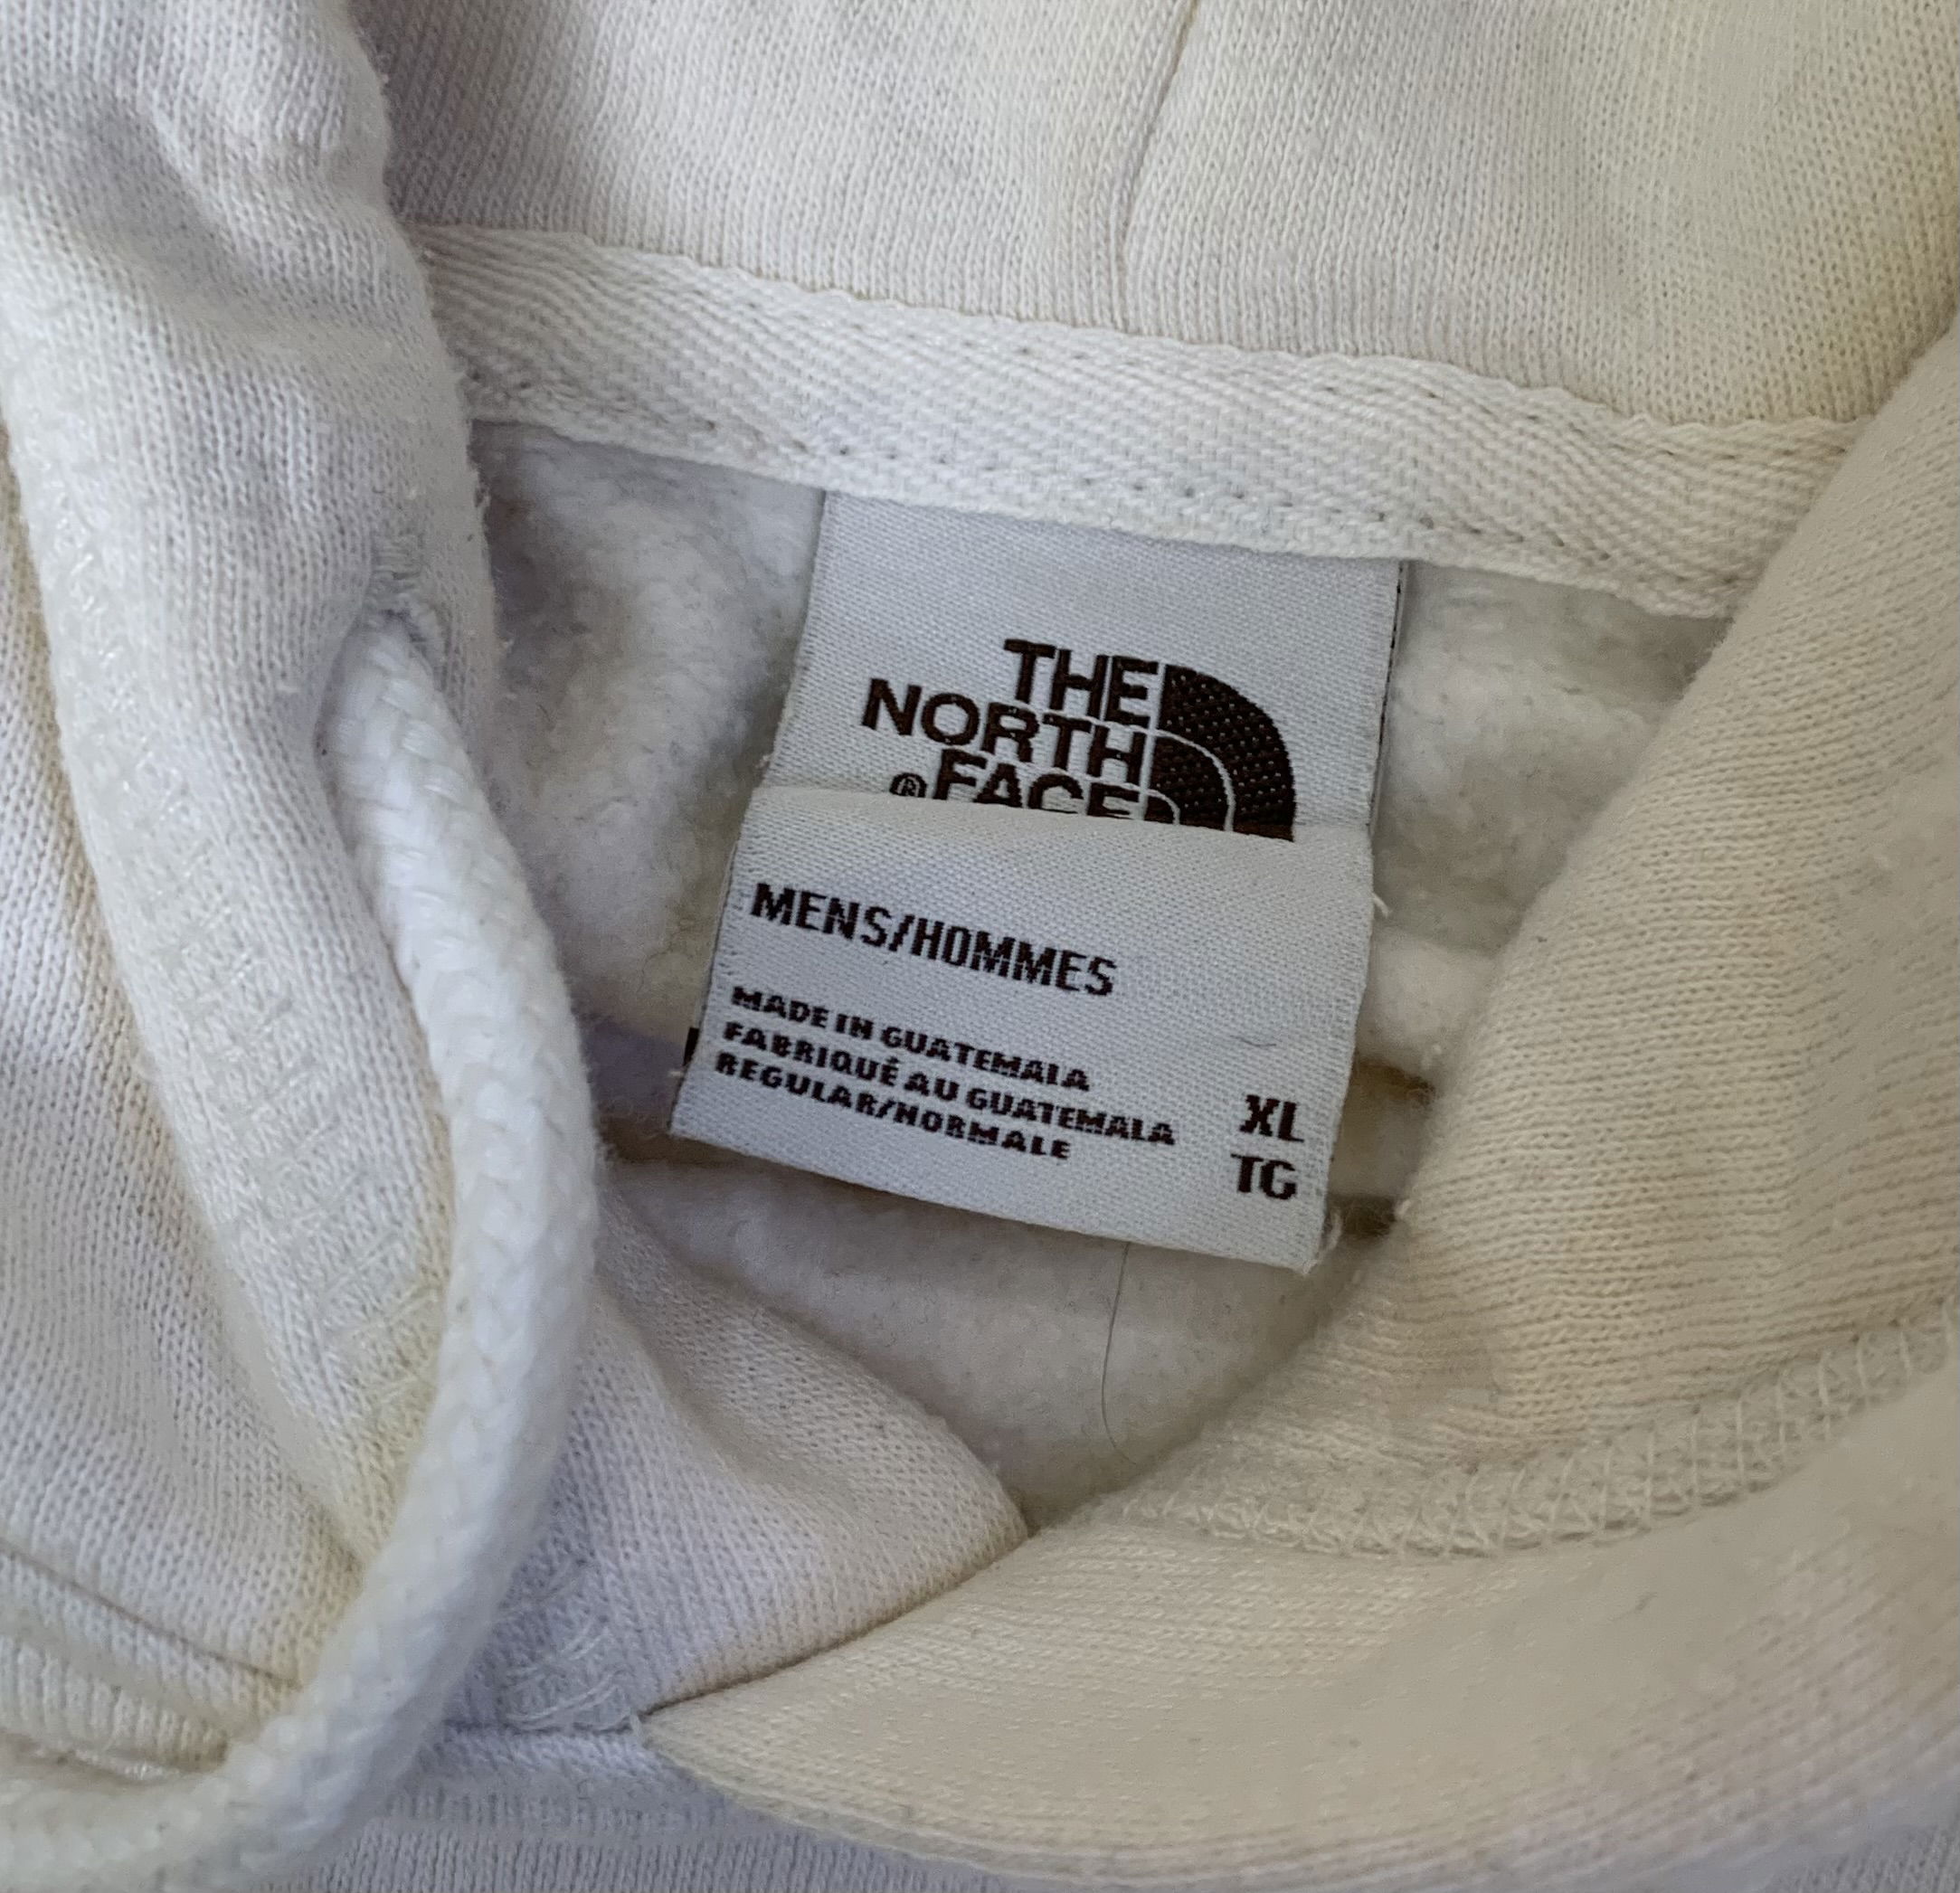 THE
NORTH
FACE
®
MENS/HOMMES
MADE IN GUATEMALA
FABRIQUÉ AU GUATEMALA
REGULAR/NORMALE
XL
TG